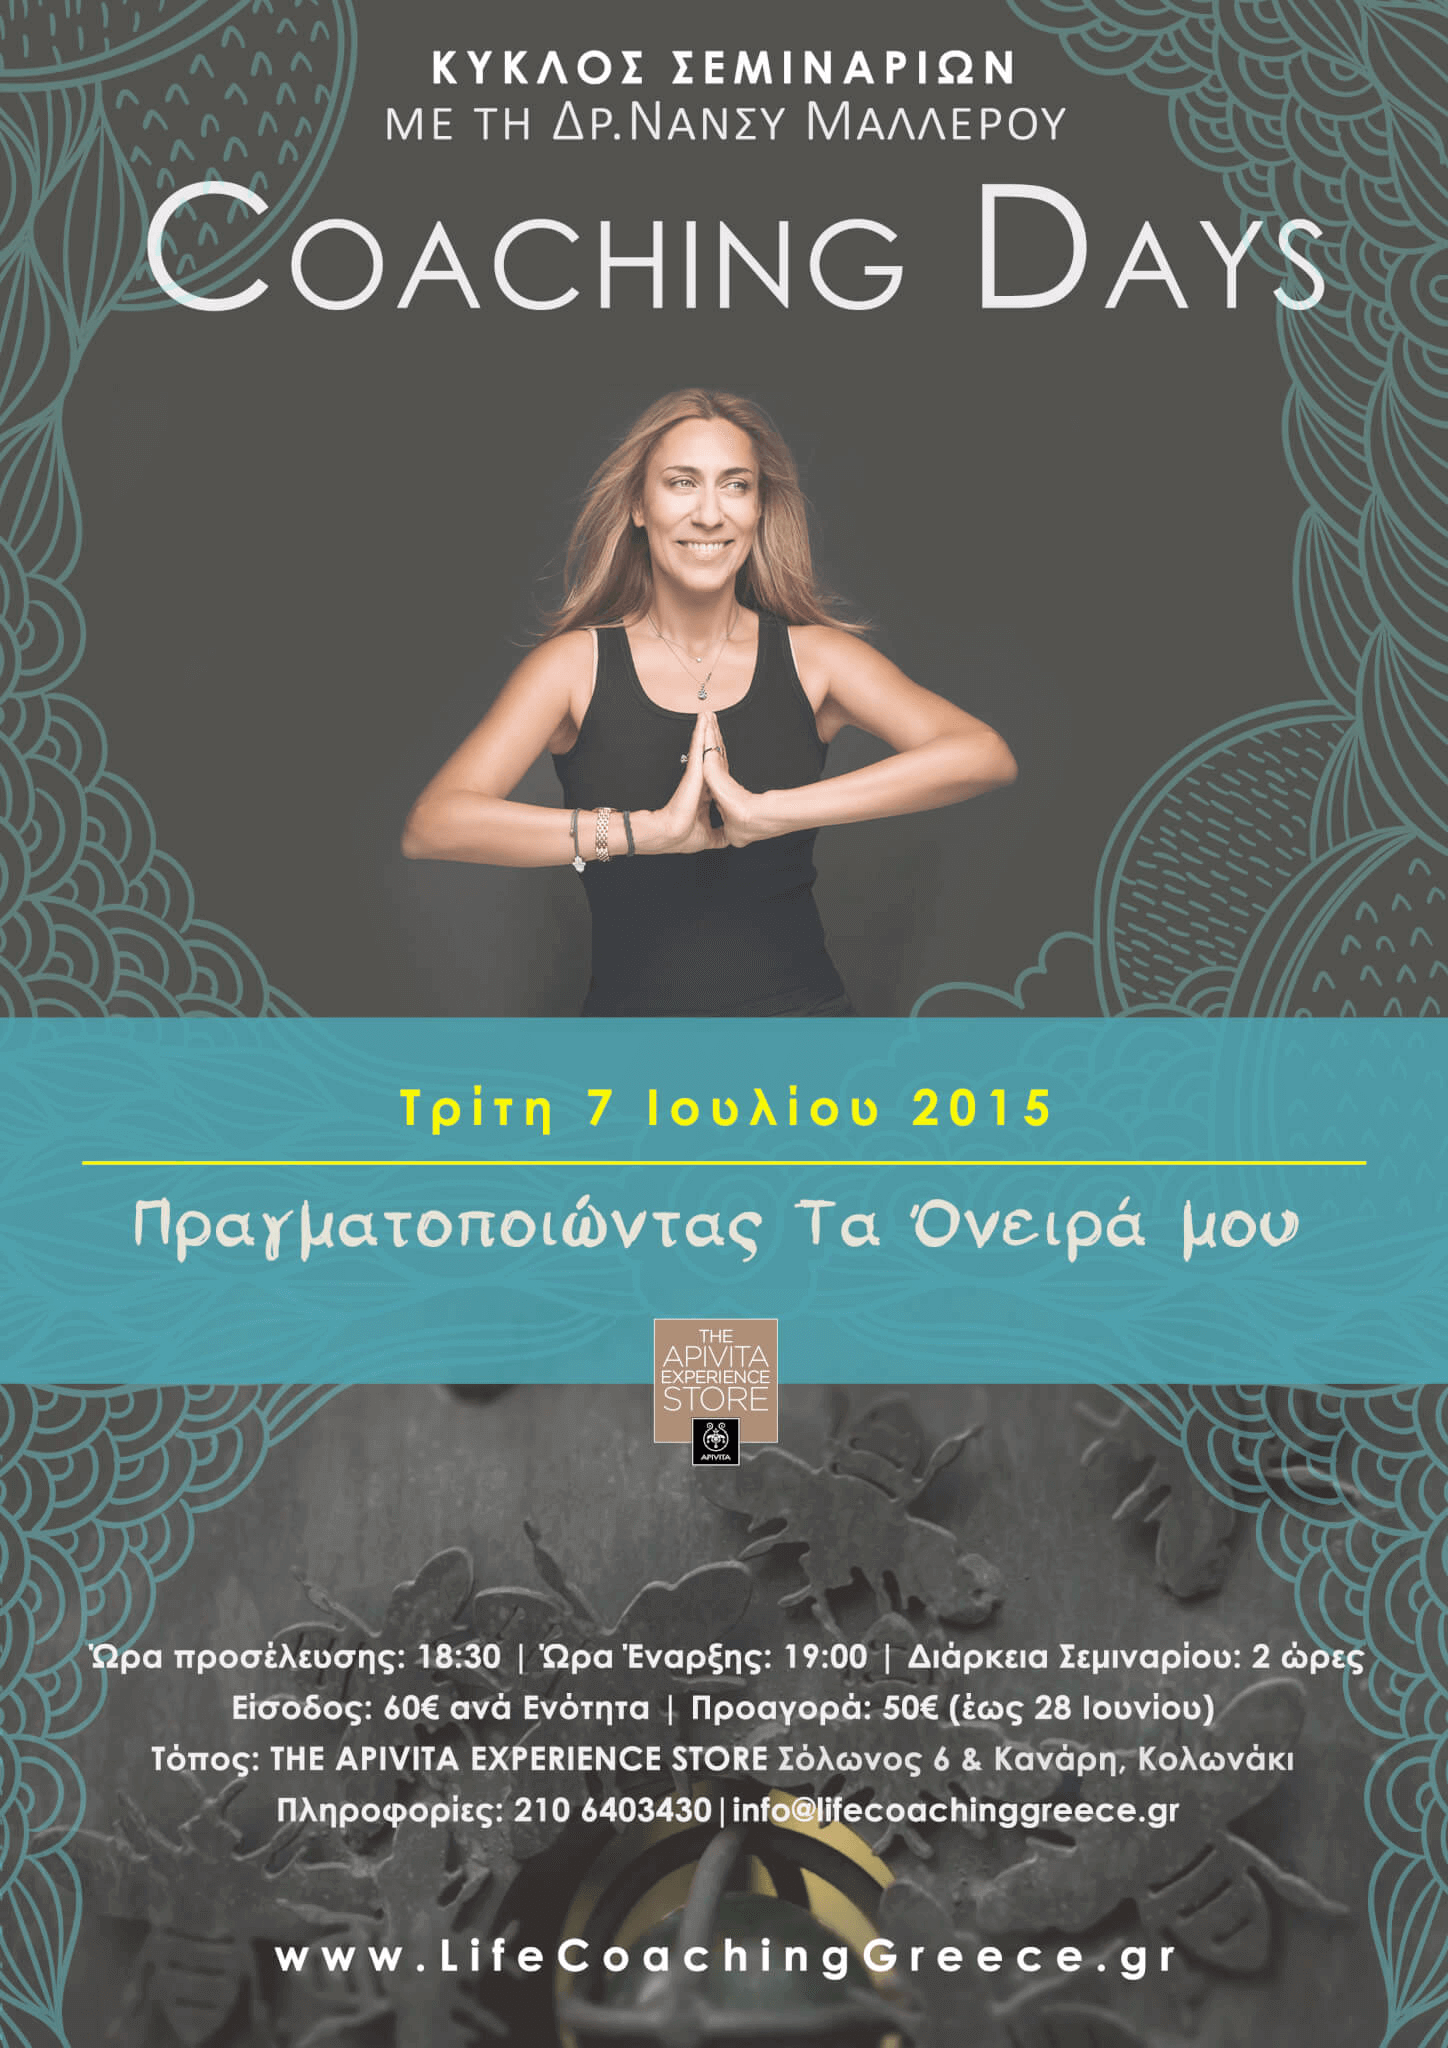 ΚΥΚΛΟΣ ΣΕΜΙΝΑΡΙΩΝ
ΜΕ ΤΗ ΔΡ.ΝΑΝΣΥ ΜΑΛΛΕΡΟΥ
COACHING DAYS
Τρίτη 7 Ιουλίου 2015
Πραγματοποιώντας Τα Όνειρά μου
THE
APIVITA
EXPERIENCE
STORE
APIVITA
Ώρα προσέλευσης: 18:30 | Ώρα Έναρξης: 19:00 | Διάρκεια Σεμιναρίου: 2 ώρες
Είσοδος: 60€ ανά Ενότητα | Προαγορά: 50€ (έως 28 Ιουνίου)
Τόπος: THE APIVITA EXPERIENCE STORE Σόλωνος 6 & Κανάρη, Κολωνάκι
Πληροφορίες: 210 6403430|info@lifecoachinggreece.gr
www.LifeCoachingGreece.gr